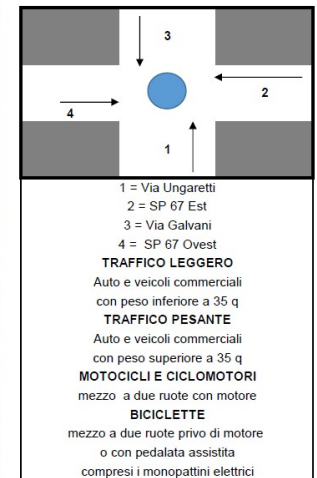 3
2
4
1
1 = Via Ungaretti
2 = SP 67 Est
3 = Via Galvani
4 = SP 67 Ovest
TRAFFICO LEGGERO
Auto e veicoli commerciali
con peso inferiore a 35 q
TRAFFICO PESANTE
Auto e veicoli commerciali
con peso superiore a 35 q
MOTOCICLI E CICLOMOTORI
mezzo a due ruote con motore
BICICLETTE
mezzo a due ruote privo di motore
o con pedalata assistita
compresi i monopattini elettrici